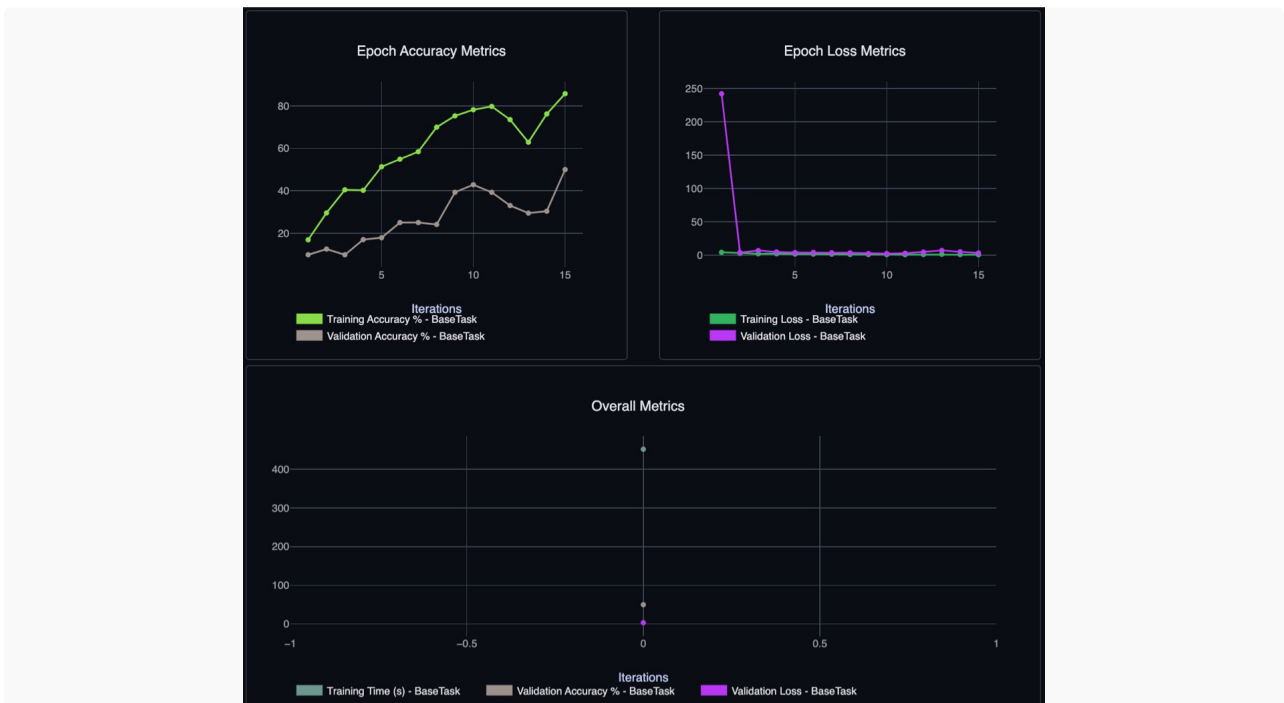 Epoch Accuracy Metrics
80
60
40
20
5 10 15
Iterations
Training Accuracy % - BaseTask
Validation Accuracy % - BaseTask
Epoch Loss Metrics
250
200
150
100
50
0
5 10 15
Iterations
Training Loss - BaseTask
Validation Loss - BaseTask
Overall Metrics
400
300
200
100
0
−1 −0.5 0 0.5 1
Iterations
Training Time (s) - BaseTask Validation Accuracy % - BaseTask Validation Loss - BaseTask